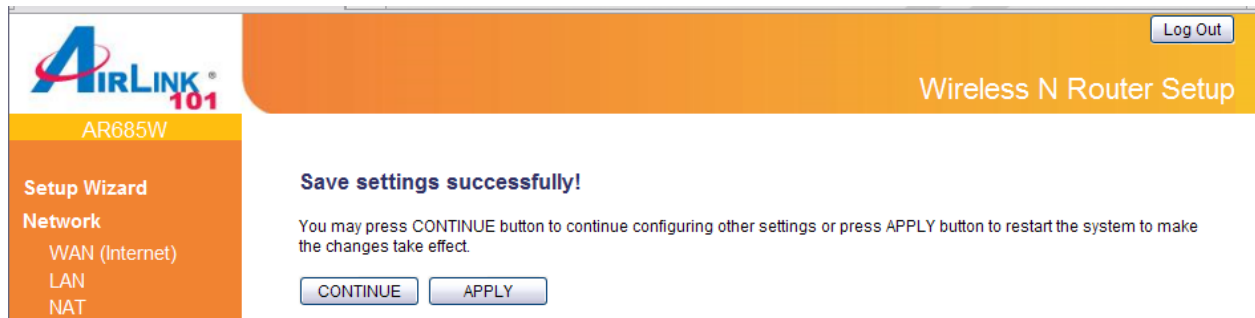 Log Out
AIRLINK
101
Wireless N Router Setup
AR685W
Setup Wizard
Network
WAN (Internet)
LAN
NAT
Save settings successfully!
You may press CONTINUE button to continue configuring other settings or press APPLY button to restart the system to make
the changes take effect.
CONTINUE APPLY